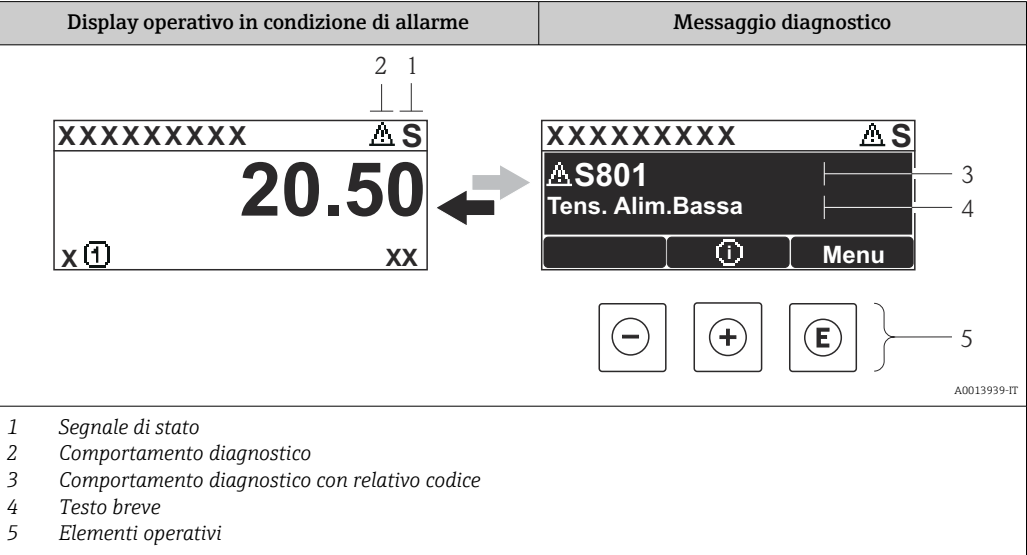 Display operativo in condizione di allarme
Messaggio diagnostico
2 1
XXXXXXXXX ⚠ S
20.50
x 1 xx
XXXXXXXXX ⚠ S
⚠S801
3
Tens. Alim.Bassa
4
i Menu
− + E
5
A0013939-IT
1 Segnale di stato
2 Comportamento diagnostico
3 Comportamento diagnostico con relativo codice
4 Testo breve
5 Elementi operativi